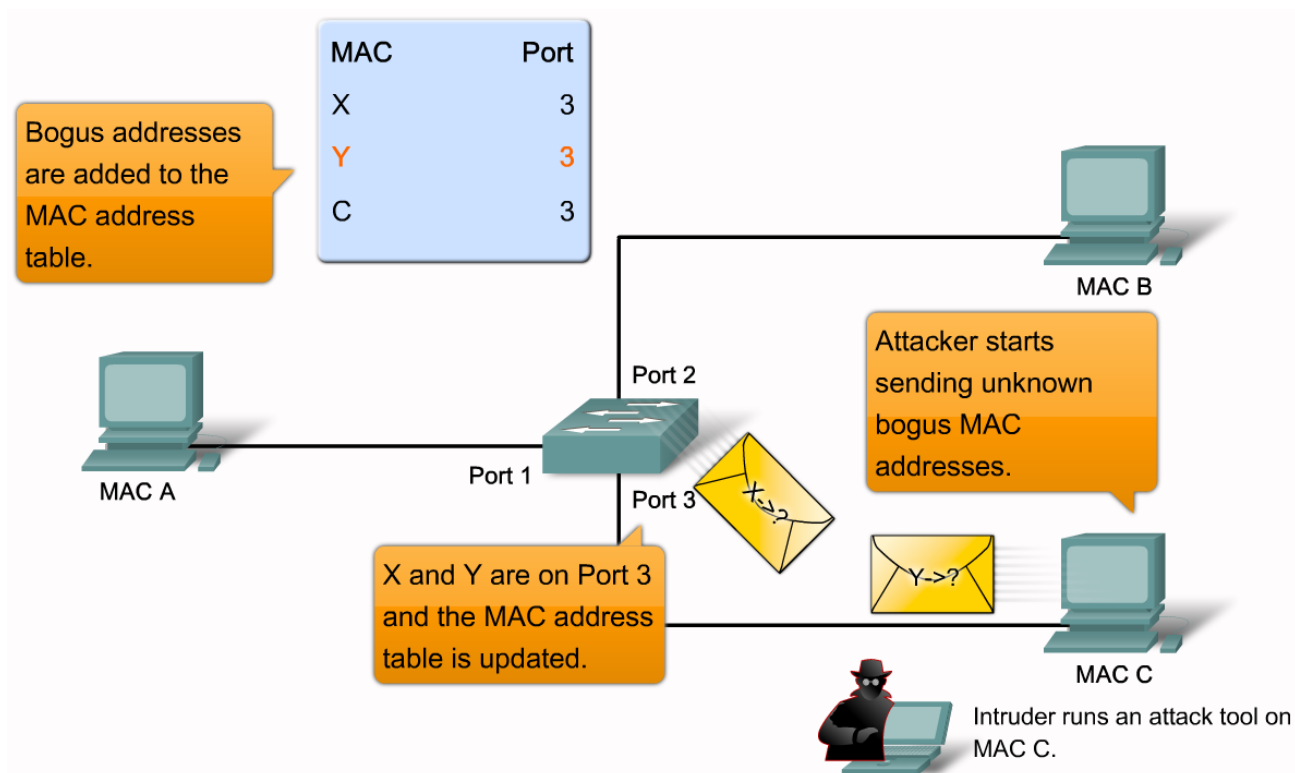 MAC Port
X 3
Y 3
C 3
Bogus addresses
are added to the
MAC address
table.
MAC B
Attacker starts
sending unknown
bogus MAC
addresses.
Port 2
MAC A
Port 1
Port 3
X->?
Y->?
X and Y are on Port 3
and the MAC address
table is updated.
MAC C
Intruder runs an attack tool on
MAC C.